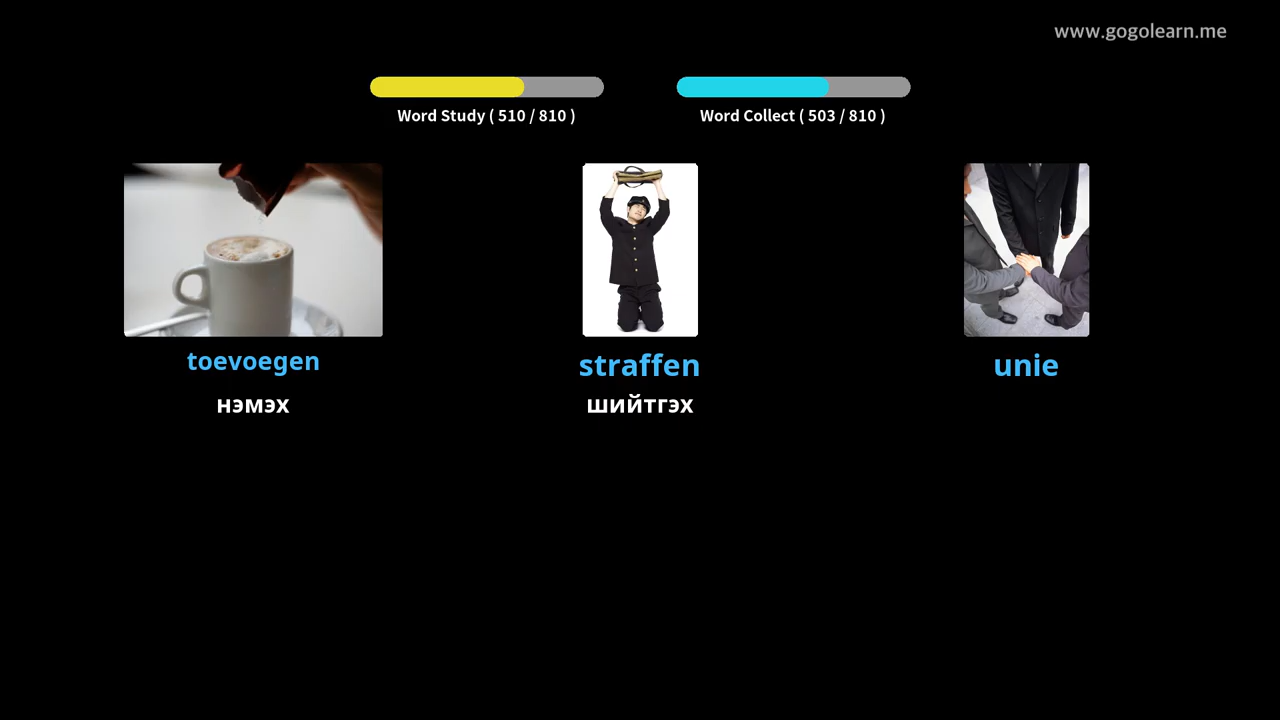 www.gogolearn.me
Word Study ( 510 / 810 )
Word Collect ( 503 / 810 )
toevoegen
straffen
unie
нэмэх
шийтгэх